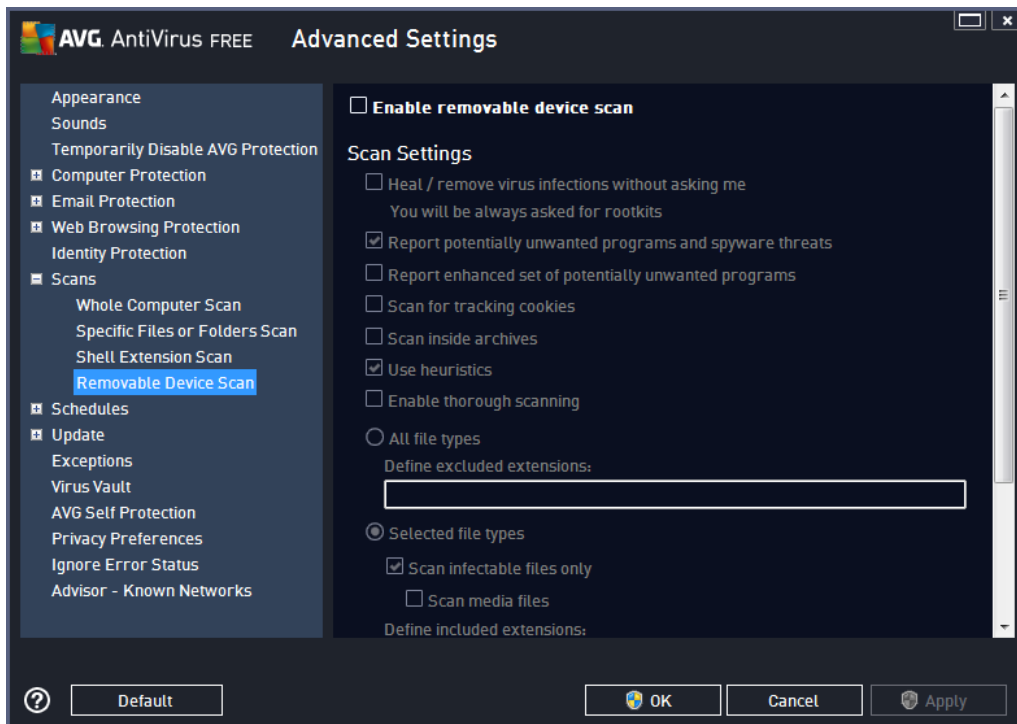 AVG. AntiVirus FREE Advanced Settings
Appearance
Sounds
Temporarily Disable AVG Protection
Computer Protection
Email Protection
Web Browsing Protection
Identity Protection
Scans
Whole Computer Scan
Specific Files or Folders Scan
Shell Extension Scan
Removable Device Scan
Schedules
Update
Exceptions
Virus Vault
AVG Self Protection
Privacy Preferences
Ignore Error Status
Advisor - Known Networks
Enable removable device scan
Scan Settings
Heal / remove virus infections without asking me
You will be always asked for rootkits
Report potentially unwanted programs and spyware threats
Report enhanced set of potentially unwanted programs
Scan for tracking cookies
Scan inside archives
Use heuristics
Enable thorough scanning
All file types
Define excluded extensions:
Selected file types
Scan infectable files only
Scan media files
Define included extensions:
Default
OK
Cancel
Apply